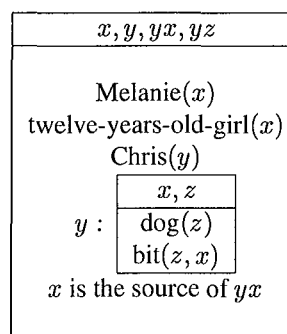 x, y, yx, yz
Melanie(x)
twelve-years-old-girl(x)
Chris(y)
x, z
y : dog(z)
bit(z, x)
x is the source of yx